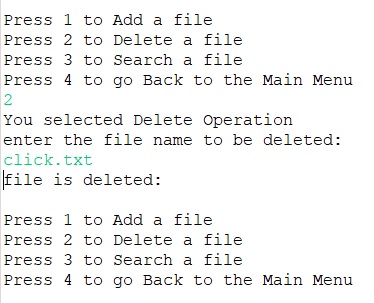 Press 1 to Add a file
Press 2 to Delete a file
Press 3 to Search a file
Press 4 to go Back to the Main Menu
2
You selected Delete Operation
enter the file name to be deleted:
click.txt
file is deleted:
Press 1 to Add a file
Press 2 to Delete a file
Press 3 to Search a file
Press 4 to go Back to the Main Menu